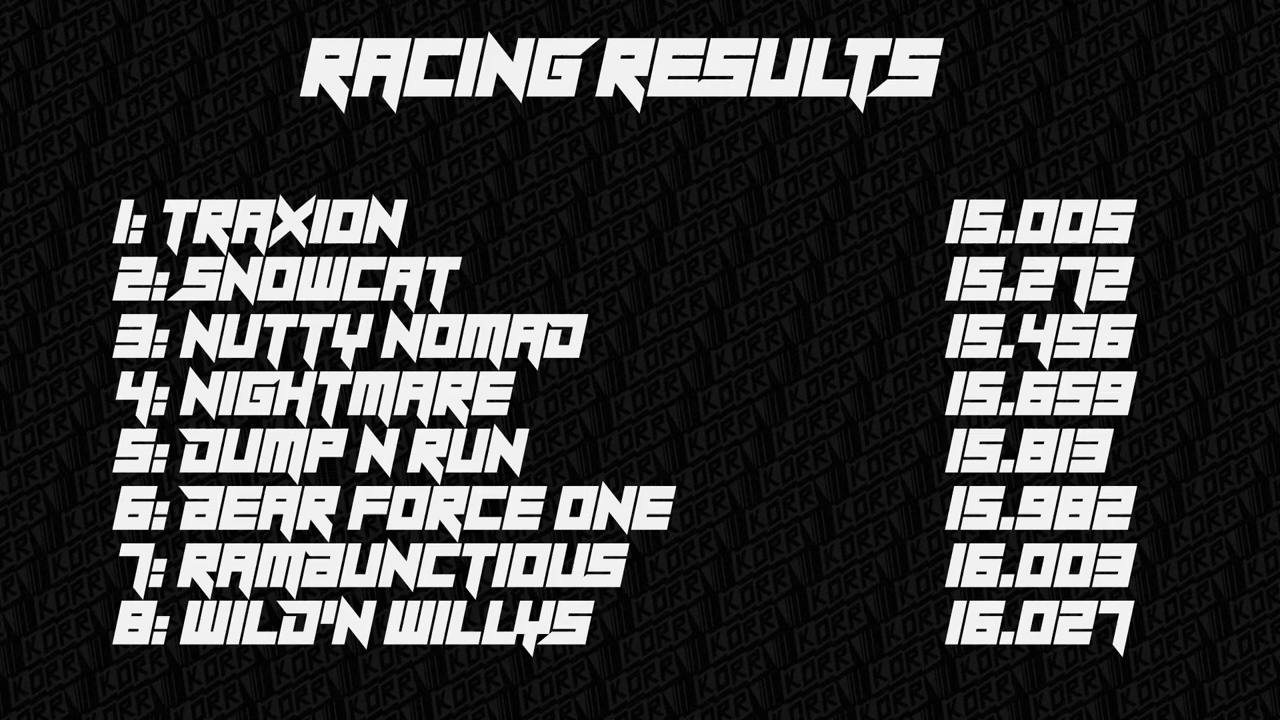 RACING RESULTS
1: TRAXION 15.005
2: SNOWCAT 15.272
3: NUTTY NOMAD 15.456
4: NIGHTMARE 15.659
5: DUMP N RUN 15.813
6: BEAR FORCE ONE 15.982
7: RAMBUNCTIOUS 16.003
8: WILD'N WILLYS 16.027
KORR